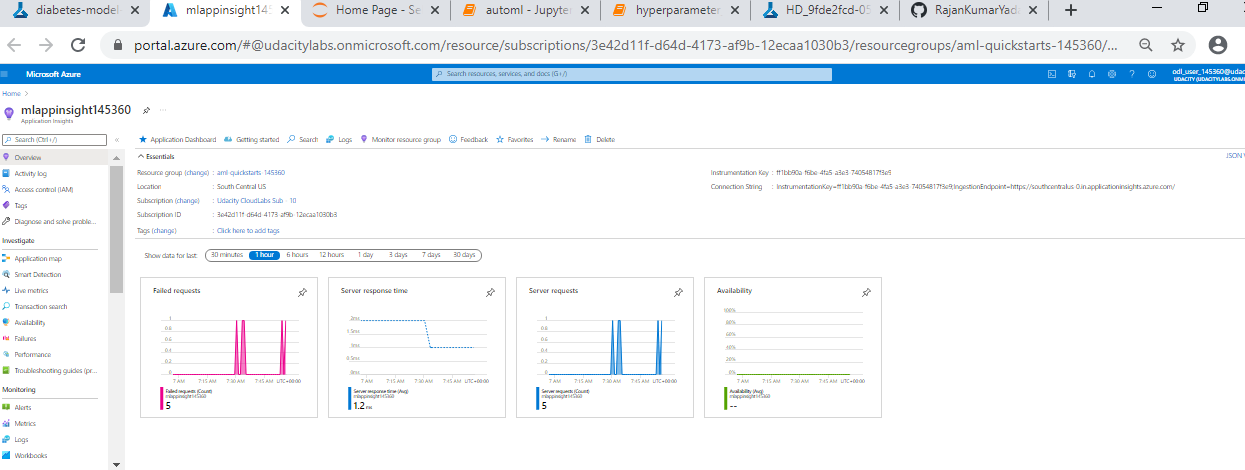 diabetes-model-
mlappinsight145
Home Page - Se
automl - Jupyter
hyperparameter
HD_9fde2fcd-05
RajanKumarYada
portal.azure.com/#@udacitylabs.onmicrosoft.com/resource/subscriptions/3e42d11f-d64d-4173-af9b-12ecaa1030b3/resourcegroups/aml-quickstarts-145360/...
Microsoft Azure
Search resources, services, and docs (G+/)
odl_user_145360@udac
UDACITY (UDACITYLABS.ONM
Home >
mlappinsight145360
Application Insights
Search (Ctrl+/)
Application Dashboard Getting started Search Logs Monitor resource group Feedback Favorites Rename Delete
Overview
Activity log
Access control (IAM)
Tags
Diagnose and solve proble...
Investigate
Application map
Smart Detection
Live metrics
Transaction search
Availability
Failures
Performance
Troubleshooting guides (pr...
Monitoring
Alerts
Metrics
Logs
Workbooks
Essentials
JSON V
Resource group (change) : aml-quickstarts-145360
Location : South Central US
Subscription (change) : Udacity CloudLabs Sub - 10
Subscription ID : 3e42d11f-d64d-4173-af9b-12ecaa1030b3
Tags (change) : Click here to add tags
Instrumentation Key : ff1bb90a-f6be-4fa5-a3e3-74054817f3e9
Connection String : InstrumentationKey=ff1bb90a-f6be-4fa5-a3e3-74054817f3e9;IngestionEndpoint=https://southcentralus-0.in.applicationinsights.azure.com/
Show data for last: 30 minutes 1 hour 6 hours 12 hours 1 day 3 days 7 days 30 days
Failed requests
1
0.8
0.6
0.4
0.2
0
7 AM 7:15 AM 7:30 AM 7:45 AM UTC+00:00
Failed requests (Count)
mlappinsight145360
5
Server response time
2ms
1.5ms
1ms
0.5ms
0ms
7 AM 7:15 AM 7:30 AM 7:45 AM UTC+00:00
Server response time (Avg)
mlappinsight145360
1.2 ms
Server requests
1
0.8
0.6
0.4
0.2
0
7 AM 7:15 AM 7:30 AM 7:45 AM UTC+00:00
Server requests (Count)
mlappinsight145360
5
Availability
100%
80%
60%
40%
20%
0%
7 AM 7:15 AM 7:30 AM 7:45 AM UTC+00:00
Availability (Avg)
mlappinsight145360
--